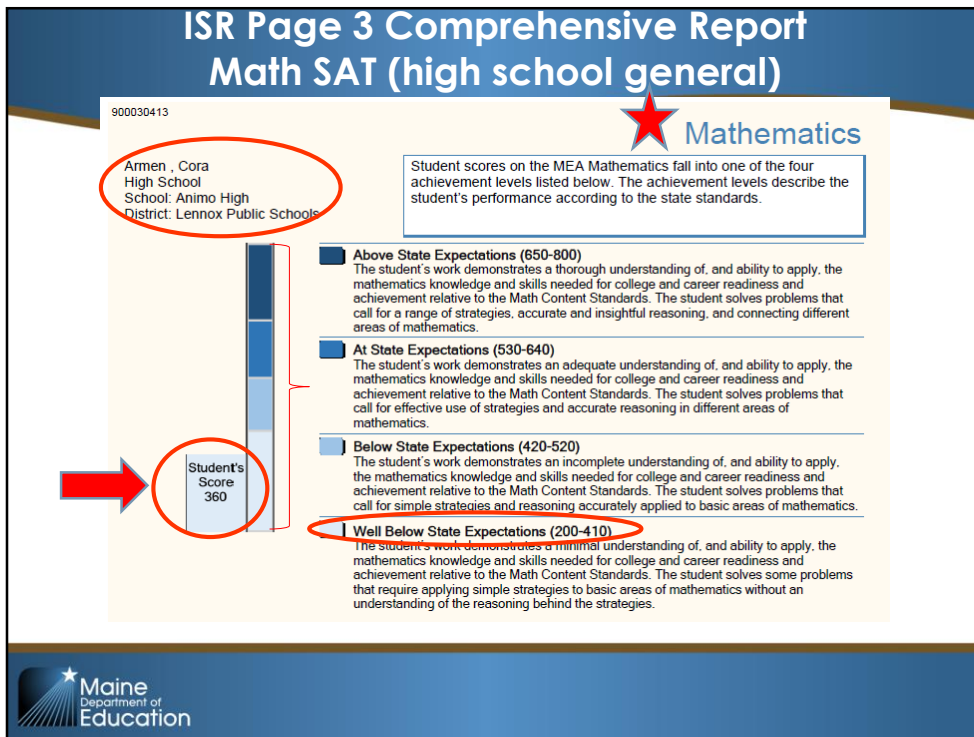 ISR Page 3 Comprehensive Report
Math SAT (high school general)
900030413
Mathematics
Armen , Cora
High School
School: Animo High
District: Lennox Public Schools
Student scores on the MEA Mathematics fall into one of the four
achievement levels listed below. The achievement levels describe the
student's performance according to the state standards.
Above State Expectations (650-800)
The student's work demonstrates a thorough understanding of, and ability to apply, the
mathematics knowledge and skills needed for college and career readiness and
achievement relative to the Math Content Standards. The student solves problems that
call for a range of strategies, accurate and insightful reasoning, and connecting different
areas of mathematics.
At State Expectations (530-640)
The student's work demonstrates an adequate understanding of, and ability to apply, the
mathematics knowledge and skills needed for college and career readiness and
achievement relative to the Math Content Standards. The student solves problems that
call for effective use of strategies and accurate reasoning in different areas of
mathematics.
Below State Expectations (420-520)
The student's work demonstrates an incomplete understanding of, and ability to apply,
the mathematics knowledge and skills needed for college and career readiness and
achievement relative to the Math Content Standards. The student solves problems that
call for simple strategies and reasoning accurately applied to basic areas of mathematics.
Student's
Score
360
Well Below State Expectations (200-410)
The student's work demonstrates a minimal understanding of, and ability to apply, the
mathematics knowledge and skills needed for college and career readiness and
achievement relative to the Math Content Standards. The student solves some problems
that require applying simple strategies to basic areas of mathematics without an
understanding of the reasoning behind the strategies.
Maine
Department of
Education